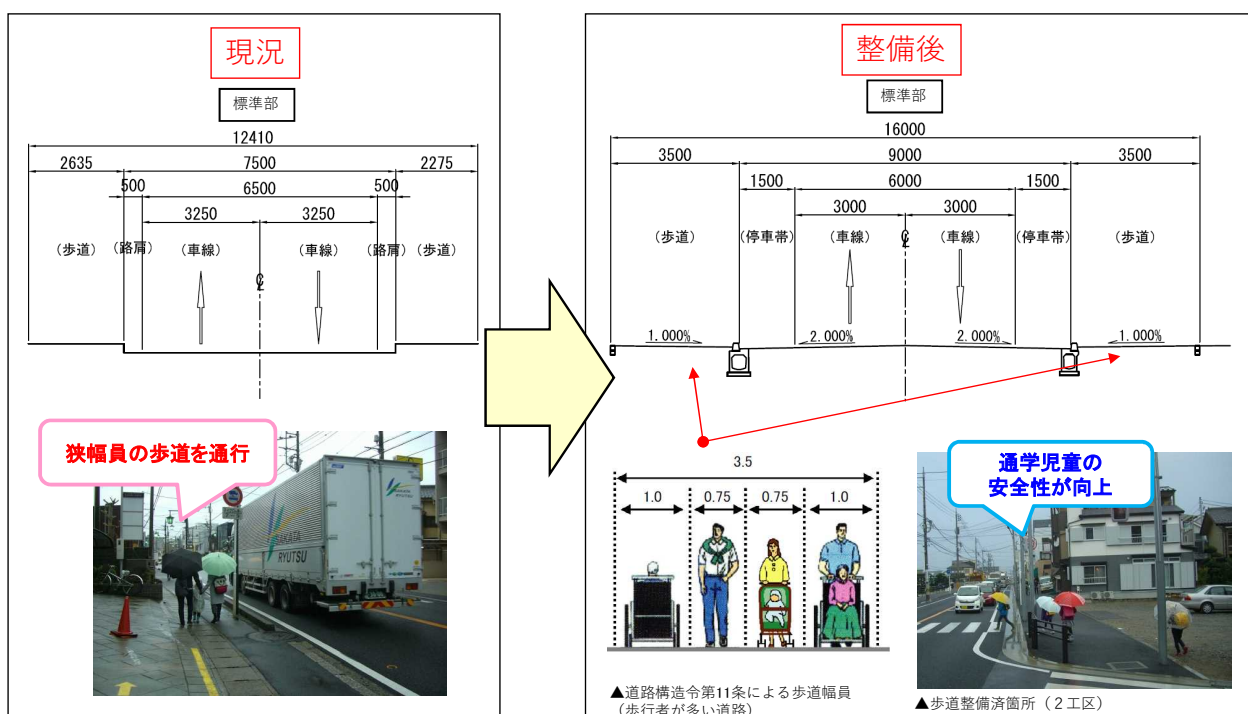 現況
標準部
12410
2635
7500
2275
500
6500
500
3250
3250
(歩道)
(路肩)
(車線)
(車線)
(路肩)
(歩道)
狭幅員の歩道を通行
SAKATA
RYUTSU
整備後
標準部
16000
3500
9000
3500
1500
6000
1500
3000
3000
(歩道)
(停車帯)
(車線)
(車線)
(停車帯)
(歩道)
1.000%
2.000%
2.000%
1.000%
3.5
1.0
0.75
0.75
1.0
▲道路構造令第11条による歩道幅員
(歩行者が多い道路)
通学児童の
安全性が向上
▲歩道整備済箇所（２工区）